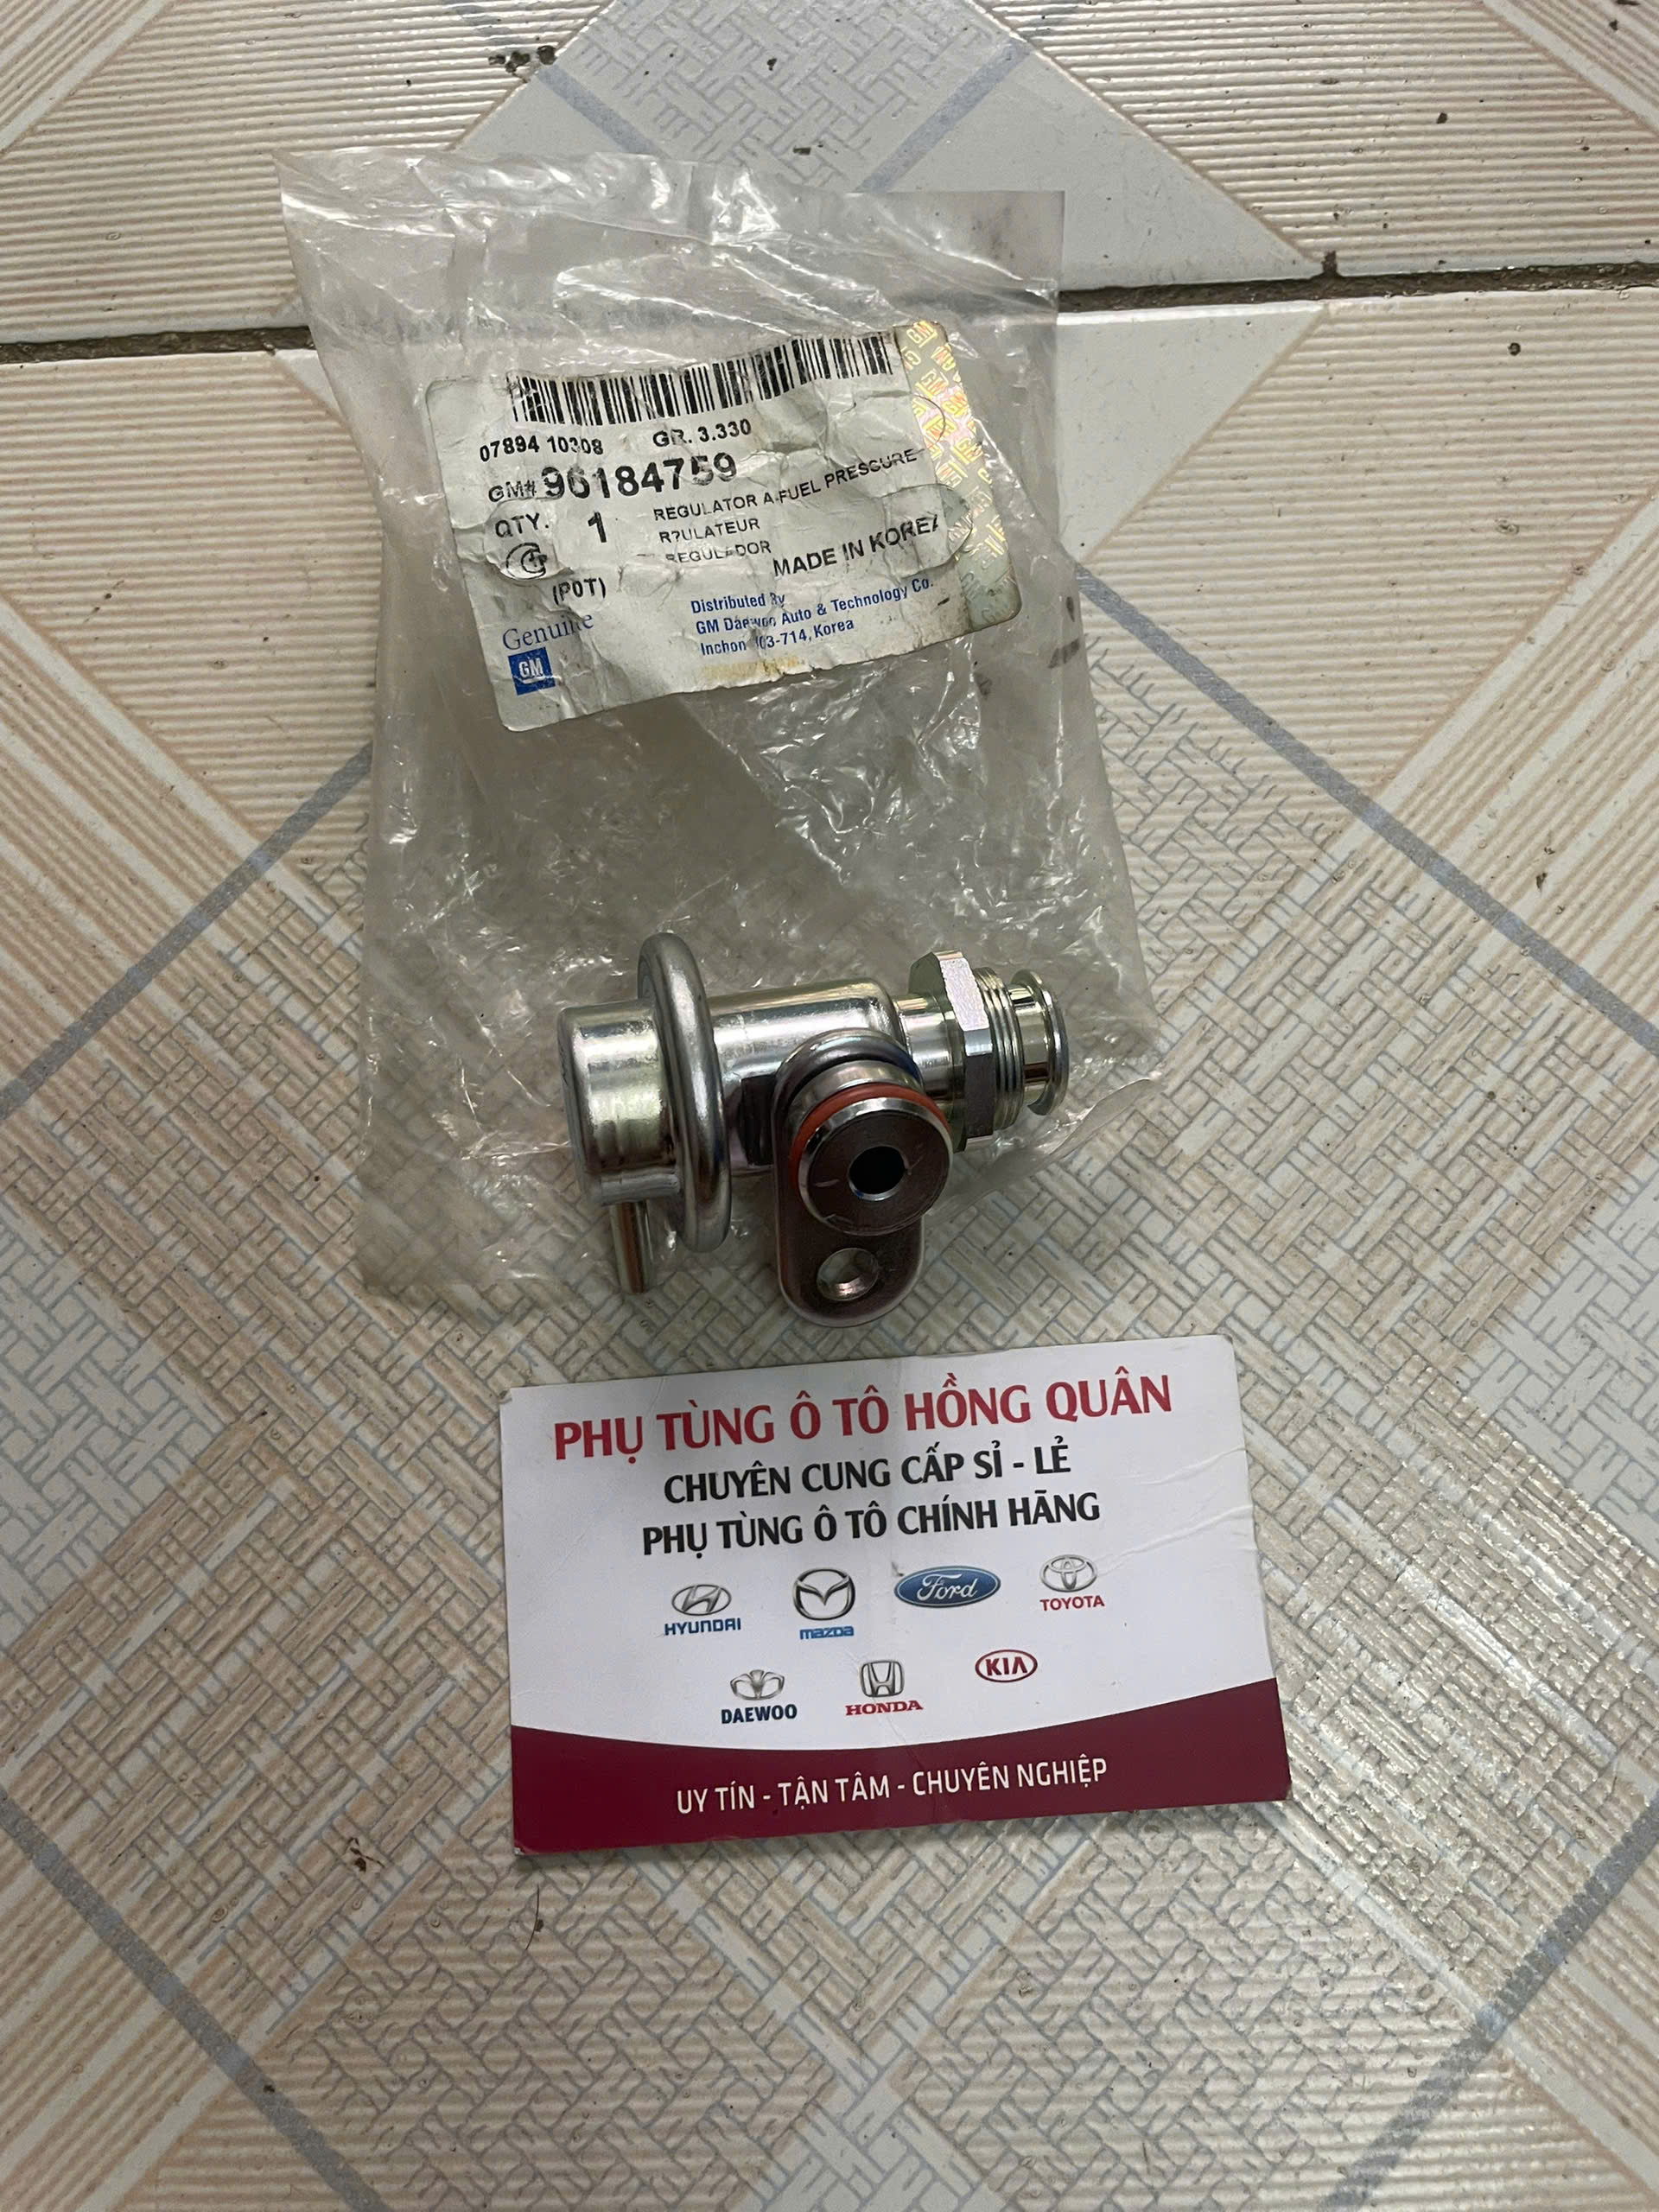 07894 10308 GR. 3.330
GM# 96184759
QTY. 1 REGULATOR A-FUEL PRESSURE
R?ULATEUR
REGULADOR
MADE IN KOREA
(P0T)
Distributed By
GM Daewoo Auto & Technology Co.
Inchon 403-714, Korea
Genuine
GM
PHỤ TÙNG Ô TÔ HỒNG QUÂN
CHUYÊN CUNG CẤP SỈ - LẺ
PHỤ TÙNG Ô TÔ CHÍNH HÃNG
HYUNDAI mazda Ford TOYOTA
DAEWOO HONDA KIA
UY TÍN - TẬN TÂM - CHUYÊN NGHIỆP